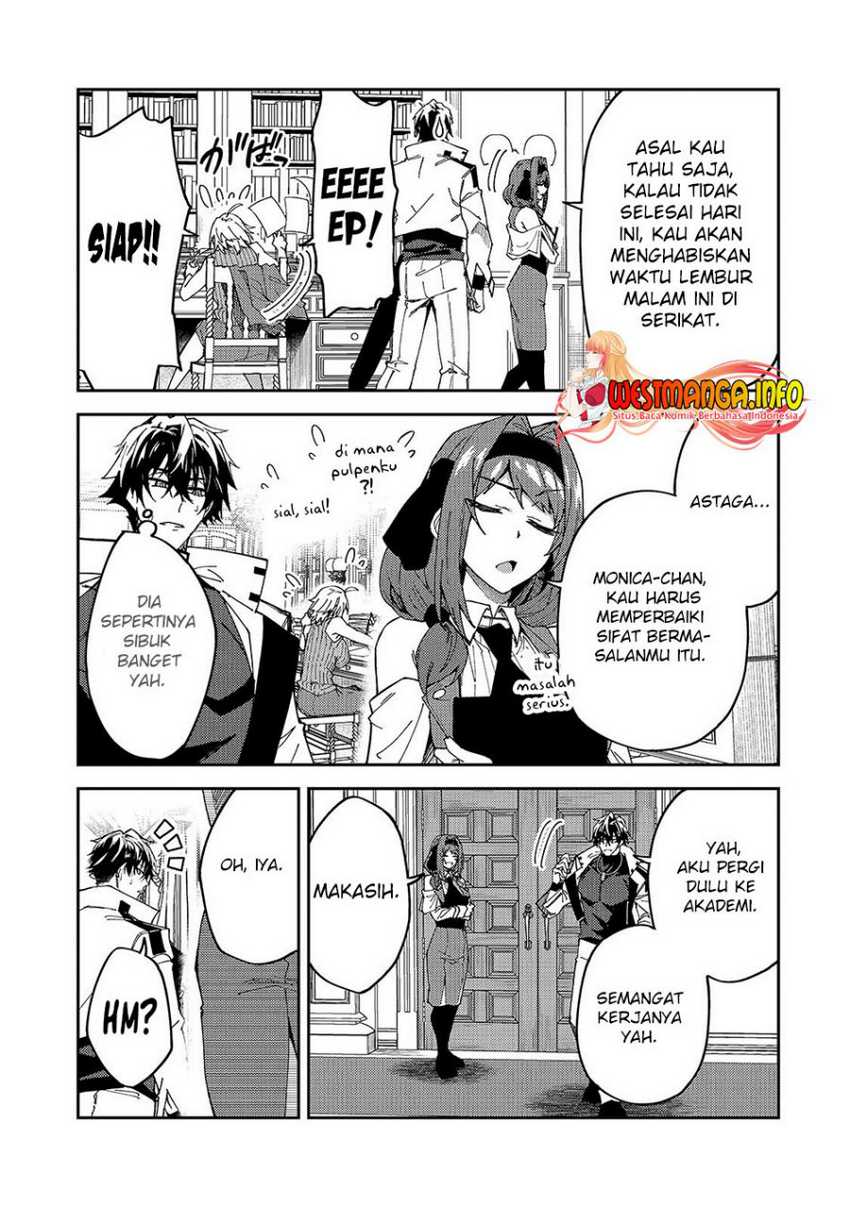 ASAL KAU
TAHU SAJA,
KALAU TIDAK
SELESAI HARI
INI, KAU AKAN
MENGHABISKAN
WAKTU LEMBUR
MALAM INI DI
SERIKAT.
EEEE
EP!
がばっ
SIAP!!
WESTMANGA.INFO
Situs Baca Komik Berbahasa Indonesia
ASTAGA...
MONICA-CHAN,
KAU HARUS
MEMPERBAIKI
SIFAT BERMA-
SALANMU ITU.
itu
masalah
serius!
di mana
pulpenku
?!
sial, sial!
DIA
SEPERTINYA
SIBUK
BANGET
YAH.
YAH,
AKU PERGI
DULU KE
AKADEMI.
SEMANGAT
KERJANYA
YAH.
MAKASIH.
OH, IYA.
HM?